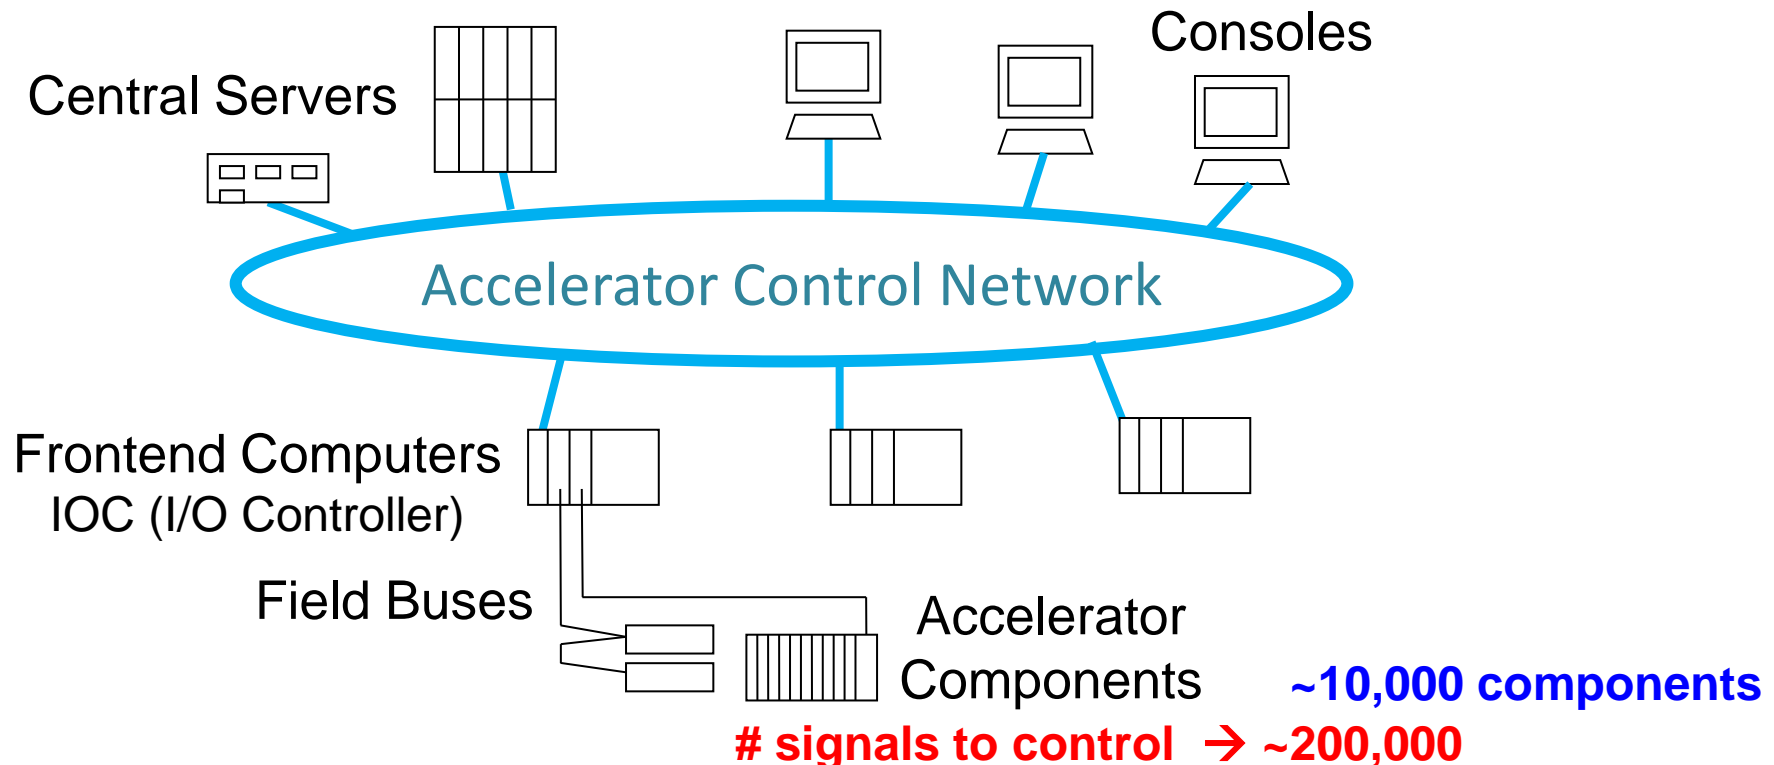 Consoles
Central Servers
Accelerator Control Network
Frontend Computers
IOC (I/O Controller)
Field Buses
Accelerator
Components
~10,000 components
# signals to control → ~200,000